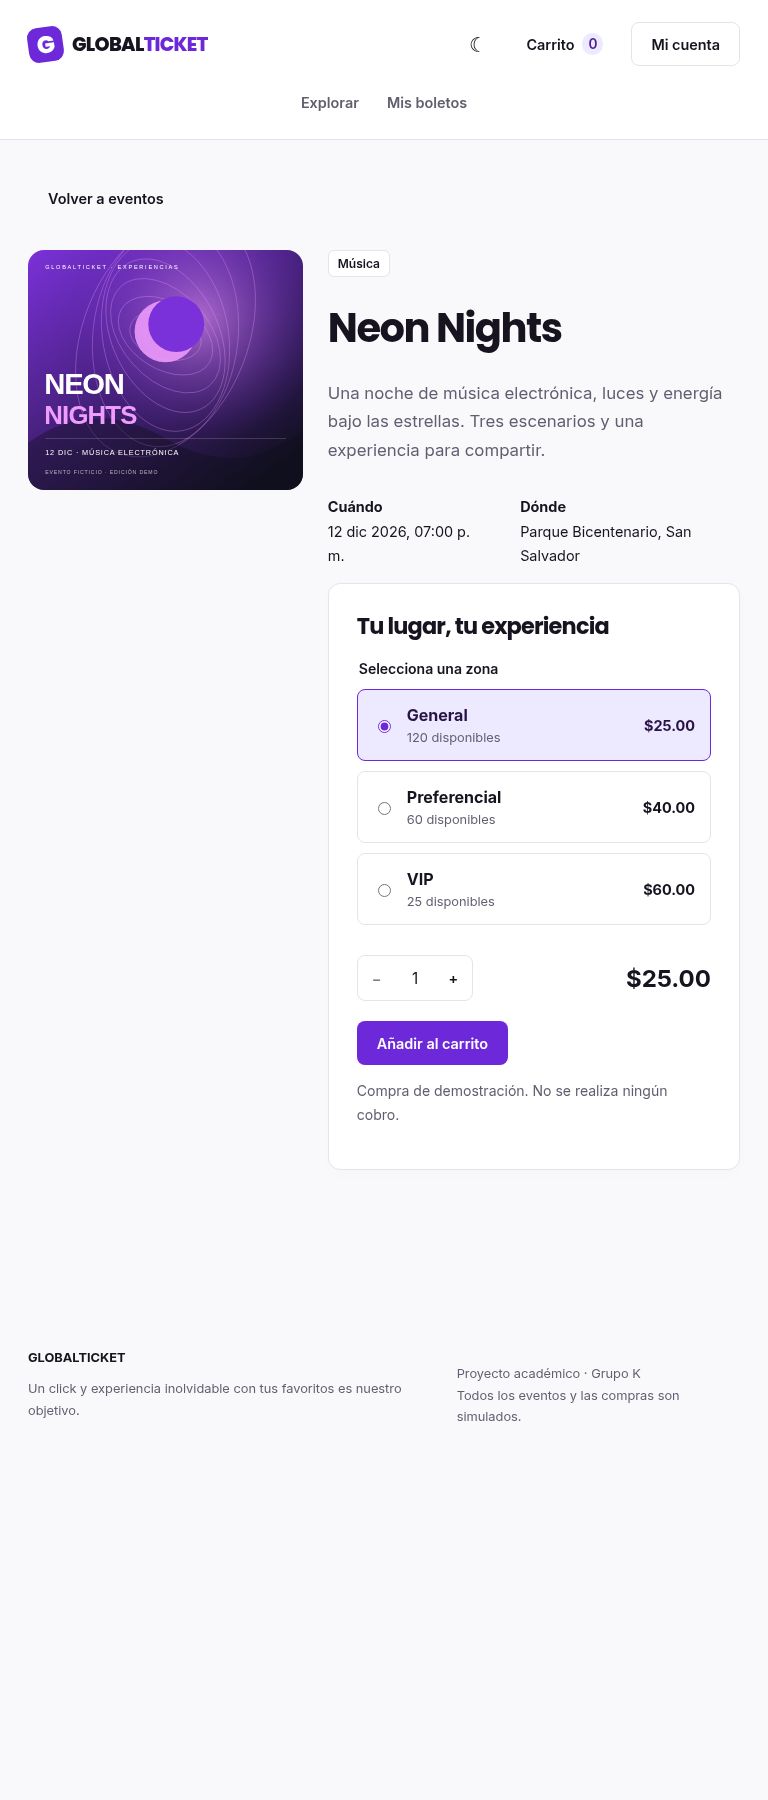 G GLOBALTICKET
Carrito 0
Mi cuenta
Explorar Mis boletos
Volver a eventos
GLOBALTICKET · EXPERIENCIAS
NEON
NIGHTS
12 DIC · MÚSICA ELECTRÓNICA
EVENTO FICTICIO · EDICIÓN DEMO
Música
Neon Nights
Una noche de música electrónica, luces y energía
bajo las estrellas. Tres escenarios y una
experiencia para compartir.
Cuándo
12 dic 2026, 07:00 p.
m.
Dónde
Parque Bicentenario, San
Salvador
Tu lugar, tu experiencia
Selecciona una zona
General
120 disponibles
$25.00
Preferencial
60 disponibles
$40.00
VIP
25 disponibles
$60.00
− 1 +
$25.00
Añadir al carrito
Compra de demostración. No se realiza ningún
cobro.
GLOBALTICKET
Un click y experiencia inolvidable con tus favoritos es nuestro
objetivo.
Proyecto académico · Grupo K
Todos los eventos y las compras son
simulados.